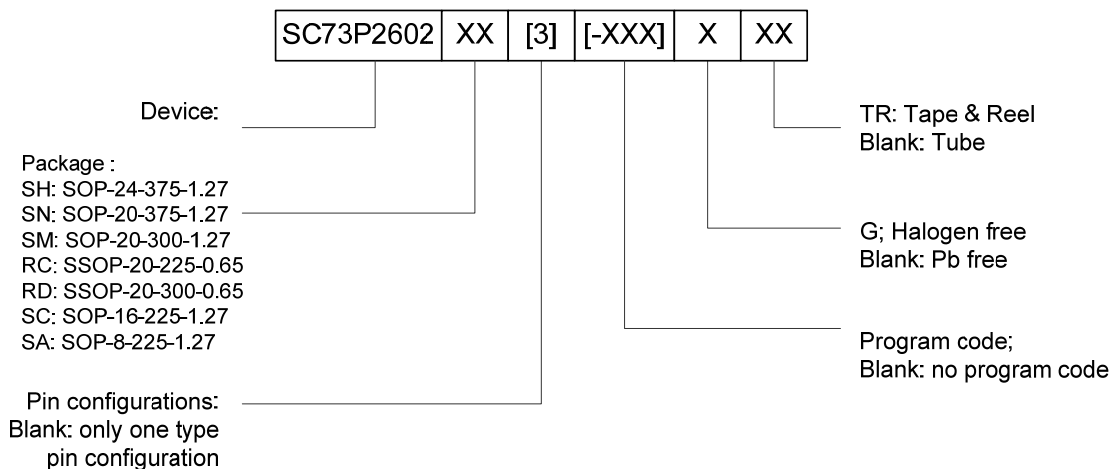 SC73P2602 XX [3] [-XXX] X XX
Device:
Package :
SH: SOP-24-375-1.27
SN: SOP-20-375-1.27
SM: SOP-20-300-1.27
RC: SSOP-20-225-0.65
RD: SSOP-20-300-0.65
SC: SOP-16-225-1.27
SA: SOP-8-225-1.27
Pin configurations:
Blank: only one type
pin configuration
TR: Tape & Reel
Blank: Tube
G; Halogen free
Blank: Pb free
Program code;
Blank: no program code